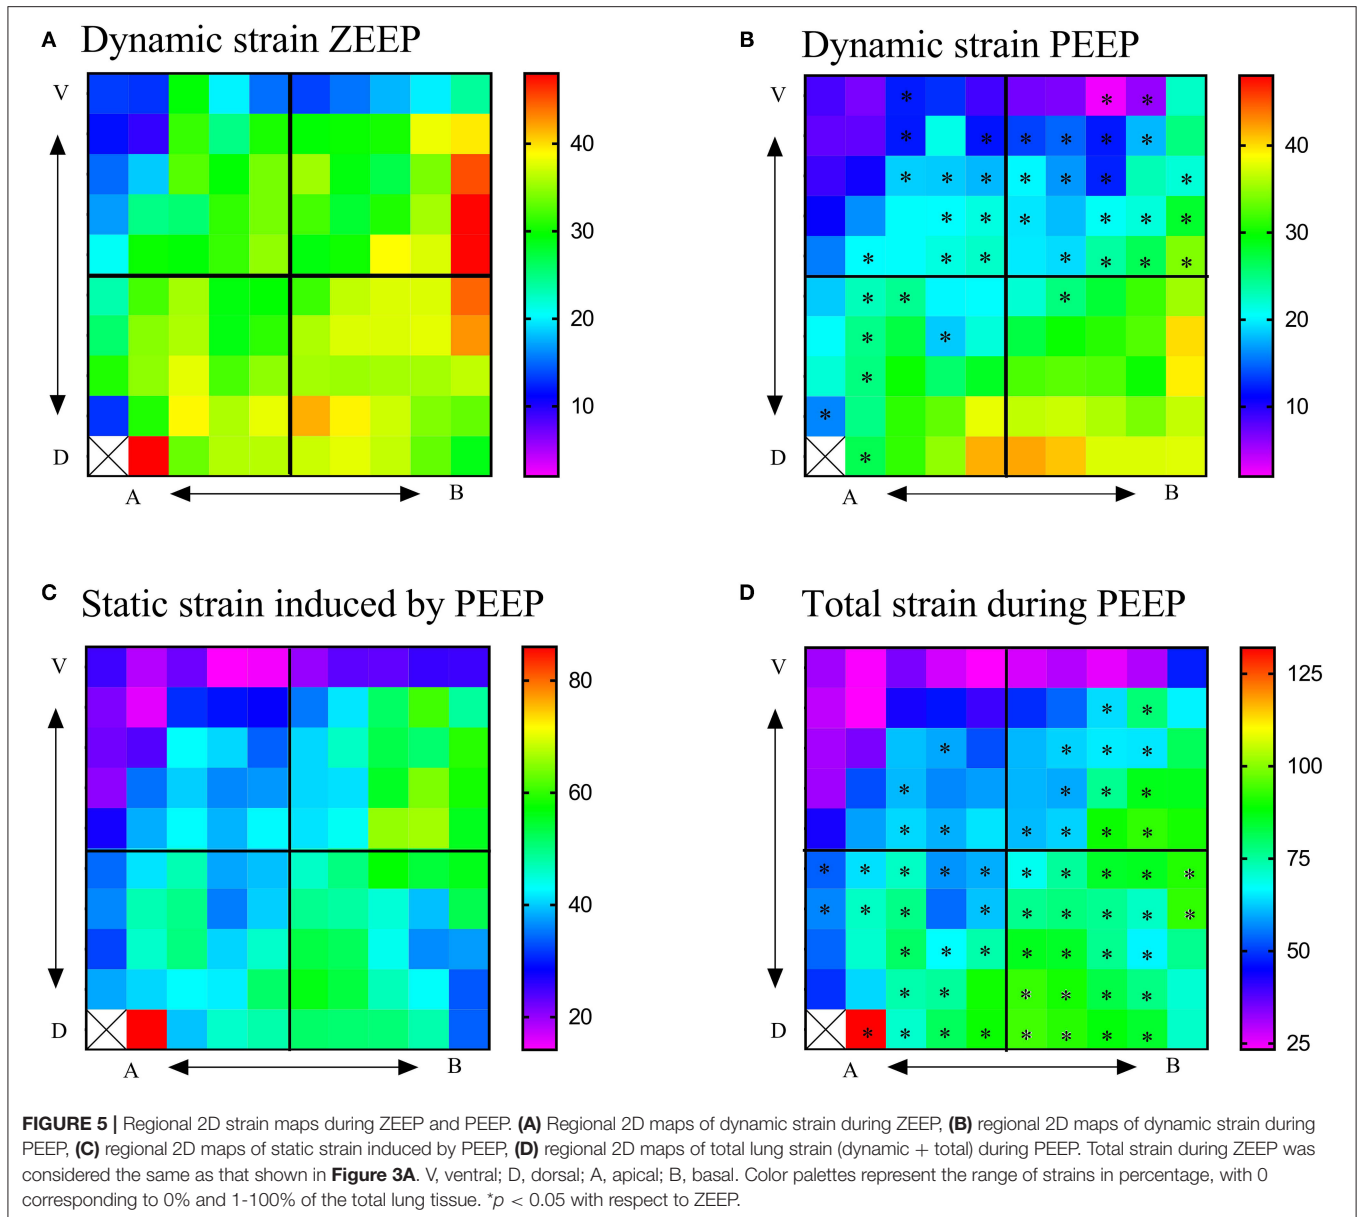 A Dynamic strain ZEEP
V
D
A
B
40
30
20
10
B Dynamic strain PEEP
V
* * *
* * * * * * *
* * * * * * *
* * * * * *
* * * * * * *
* * *
* *
*
*
*
D
A
B
40
30
20
10
C Static strain induced by PEEP
V
D
A
B
80
60
40
20
D Total strain during PEEP
V
* *
* * * *
* * * *
* * * * * *
* * * * * * * * * *
* * * * * * * * *
* * * * * * *
* * * * * *
* * * * * * * *
D
A
B
125
100
75
50
25
FIGURE 5 | Regional 2D strain maps during ZEEP and PEEP. (A) Regional 2D maps of dynamic strain during ZEEP, (B) regional 2D maps of dynamic strain during
PEEP, (C) regional 2D maps of static strain induced by PEEP, (D) regional 2D maps of total lung strain (dynamic + total) during PEEP. Total strain during ZEEP was
considered the same as that shown in Figure 3A. V, ventral; D, dorsal; A, apical; B, basal. Color palettes represent the range of strains in percentage, with 0
corresponding to 0% and 1-100% of the total lung tissue. *p < 0.05 with respect to ZEEP.